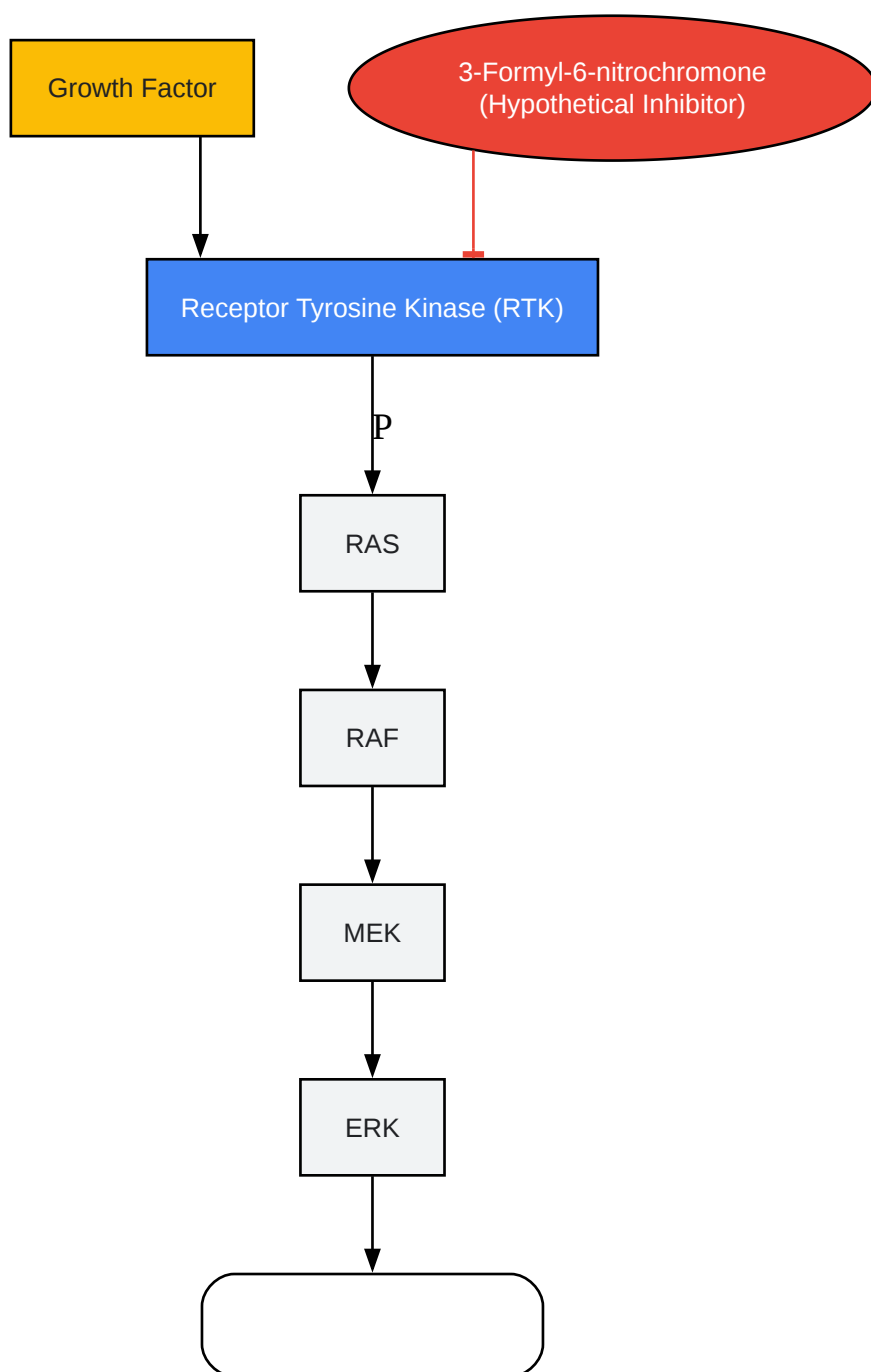 Growth Factor
3-Formyl-6-nitrochromone
(Hypothetical Inhibitor)
Receptor Tyrosine Kinase (RTK)
P
RAS
RAF
MEK
ERK